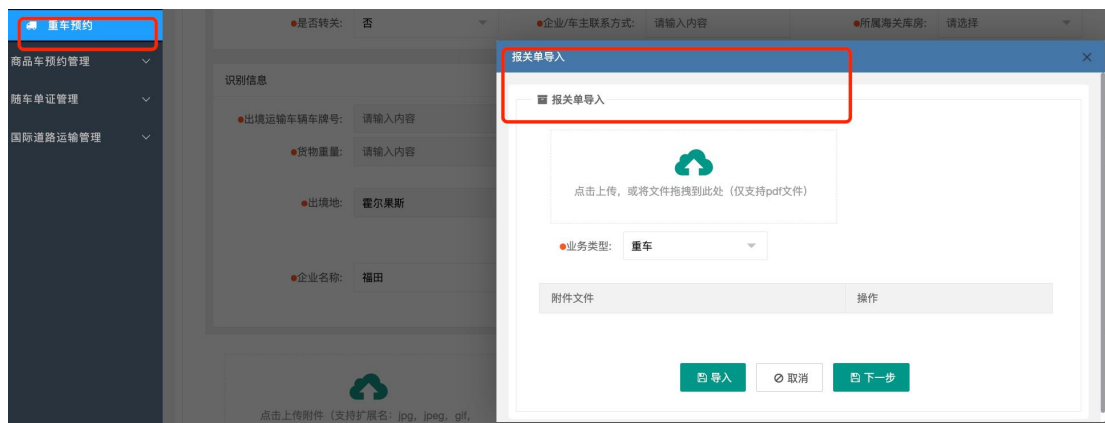 重车预约
商品车预约管理
随车单证管理
国际道路运输管理
是否转关: 否
企业/车主联系方式: 请输入内容
所属海关库房: 请选择
识别信息
出境运输车辆车牌号: 请输入内容
货物重量: 请输入内容
出境地: 霍尔果斯
企业名称: 福田
点击上传附件（支持扩展名：jpg, jpeg, gif,
报关单导入
报关单导入
点击上传，或将文件拖拽到此处（仅支持pdf文件）
业务类型: 重车
附件文件 操作
导入 取消 下一步